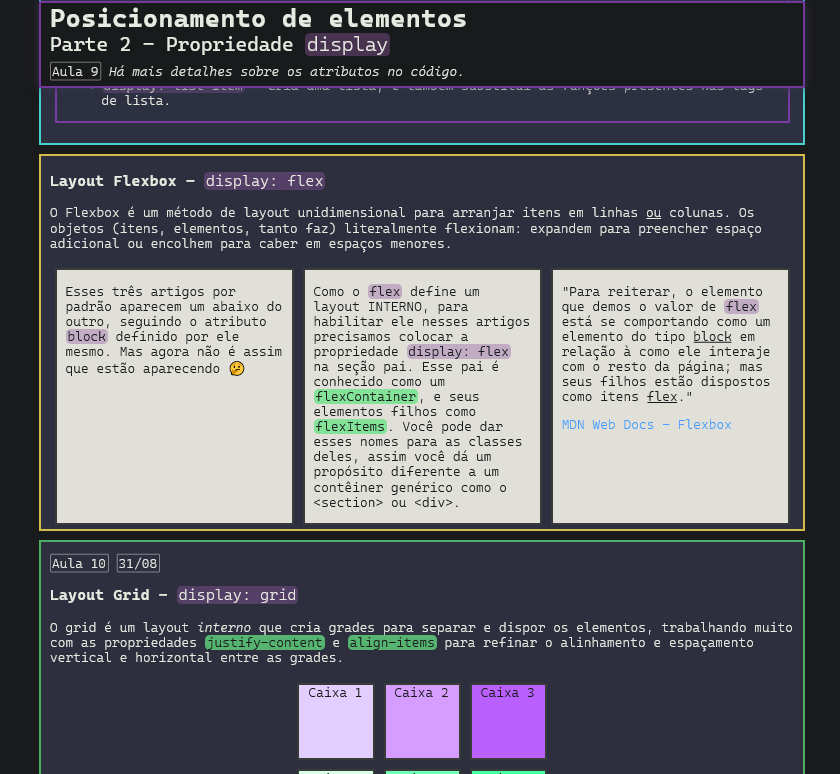 Posicionamento de elementos
Parte 2 – Propriedade display
Aula 9 Há mais detalhes sobre os atributos no código.
display: list-item – Cria uma lista, e também substitui as funções presentes nas tags
de lista.
Layout Flexbox – display: flex
O Flexbox é um método de layout unidimensional para arranjar itens em linhas ou colunas. Os
objetos (itens, elementos, tanto faz) literalmente flexionam: expandem para preencher espaço
adicional ou encolhem para caber em espaços menores.
Esses três artigos por
padrão aparecem um abaixo do
outro, seguindo o atributo
block definido por ele
mesmo. Mas agora não é assim
que estão aparecendo 🤔
Como o flex define um
layout INTERNO, para
habilitar ele nesses artigos
precisamos colocar a
propriedade display: flex
na seção pai. Esse pai é
conhecido como um
flexContainer, e seus
elementos filhos como
flexItems. Você pode dar
esses nomes para as classes
deles, assim você dá um
propósito diferente a um
contêiner genérico como o
<section> ou <div>.
"Para reiterar, o elemento
que demos o valor de flex
está se comportando como um
elemento do tipo block em
relação à como ele interaje
com o resto da página; mas
seus filhos estão dispostos
como itens flex."
MDN Web Docs – Flexbox
Aula 10 31/08
Layout Grid – display: grid
O grid é um layout interno que cria grades para separar e dispor os elementos, trabalhando muito
com as propriedades justify-content e align-items para refinar o alinhamento e espaçamento
vertical e horizontal entre as grades.
Caixa 1 Caixa 2 Caixa 3